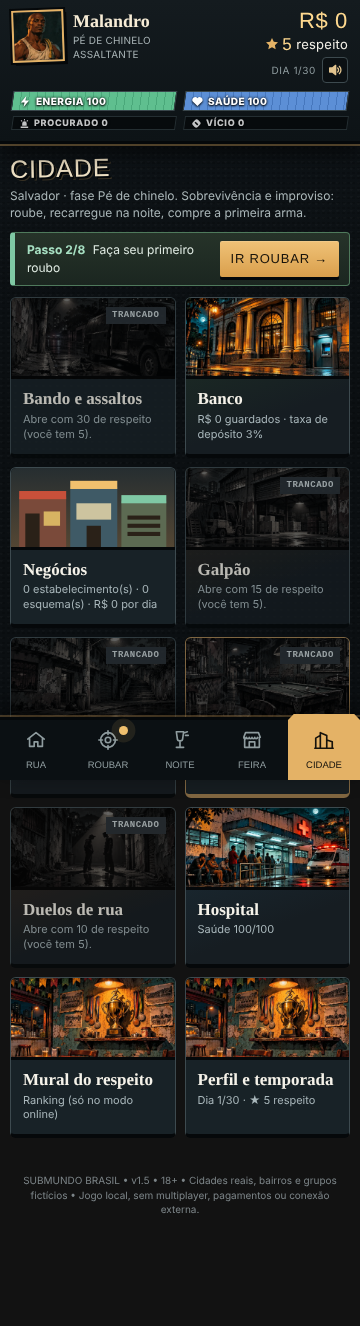 Malandro
PÉ DE CHINELO
ASSALTANTE
R$ 0
★ 5 respeito
DIA 1/30
ENERGIA 100
SAÚDE 100
PROCURADO 0
VÍCIO 0
CIDADE
Salvador · fase Pé de chinelo. Sobrevivência e improviso:
roube, recarregue na noite, compre a primeira arma.
Passo 2/8 Faça seu primeiro
roubo
IR ROUBAR →
TRANCADO
Bando e assaltos
Abre com 30 de respeito
(você tem 5).
Banco
R$ 0 guardados · taxa de
depósito 3%
Negócios
0 estabelecimento(s) · 0
esquema(s) · R$ 0 por dia
TRANCADO
Galpão
Abre com 15 de respeito
(você tem 5).
TRANCADO
TRANCADO
RUA
ROUBAR
NOITE
FEIRA
CIDADE
TRANCADO
Duelos de rua
Abre com 10 de respeito
(você tem 5).
Hospital
Saúde 100/100
Mural do respeito
Ranking (só no modo
online)
Perfil e temporada
Dia 1/30 · ★ 5 respeito
SUBMUNDO BRASIL • v1.5 • 18+ • Cidades reais, bairros e grupos
fictícios • Jogo local, sem multiplayer, pagamentos ou conexão
externa.